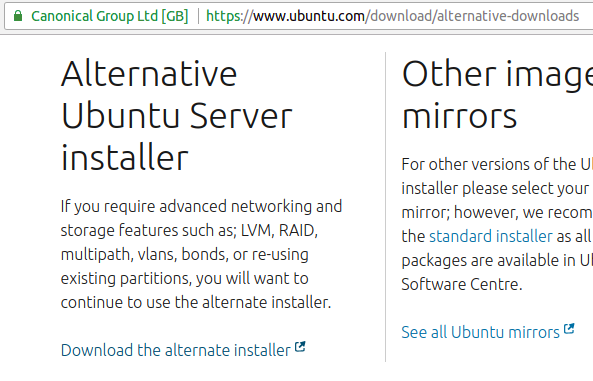 Canonical Group Ltd [GB] https://www.ubuntu.com/download/alternative-downloads
Alternative
Ubuntu Server
installer
If you require advanced networking and
storage features such as; LVM, RAID,
multipath, vlans, bonds, or re-using
existing partitions, you will want to
continue to use the alternate installer.
Download the alternate installer
Other image
mirrors
For other versions of the U
installer please select your
mirror; however, we recom
the standard installer as all
packages are available in U
Software Centre.
See all Ubuntu mirrors